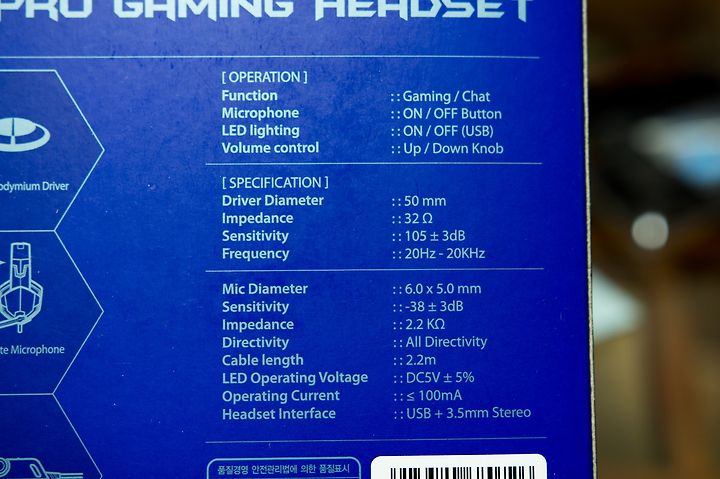 PRO GAMING HEADSET
[ OPERATION ]
Function :: Gaming / Chat
Microphone :: ON / OFF Button
LED lighting :: ON / OFF (USB)
Volume control :: Up / Down Knob
Driver
[ SPECIFICATION ]
Driver Diameter :: 50 mm
Impedance :: 32 Ω
Sensitivity :: 105 ± 3dB
Frequency :: 20Hz - 20KHz
Mic Diameter :: 6.0 x 5.0 mm
Sensitivity :: -38 ± 3dB
Impedance :: 2.2 KΩ
Directivity :: All Directivity
Cable length :: 2.2m
LED Operating Voltage :: DC5V ± 5%
Operating Current :: ≤ 100mA
Headset Interface :: USB + 3.5mm Stereo
Microphone
품질경영 안전관리법에 의한 품질표시